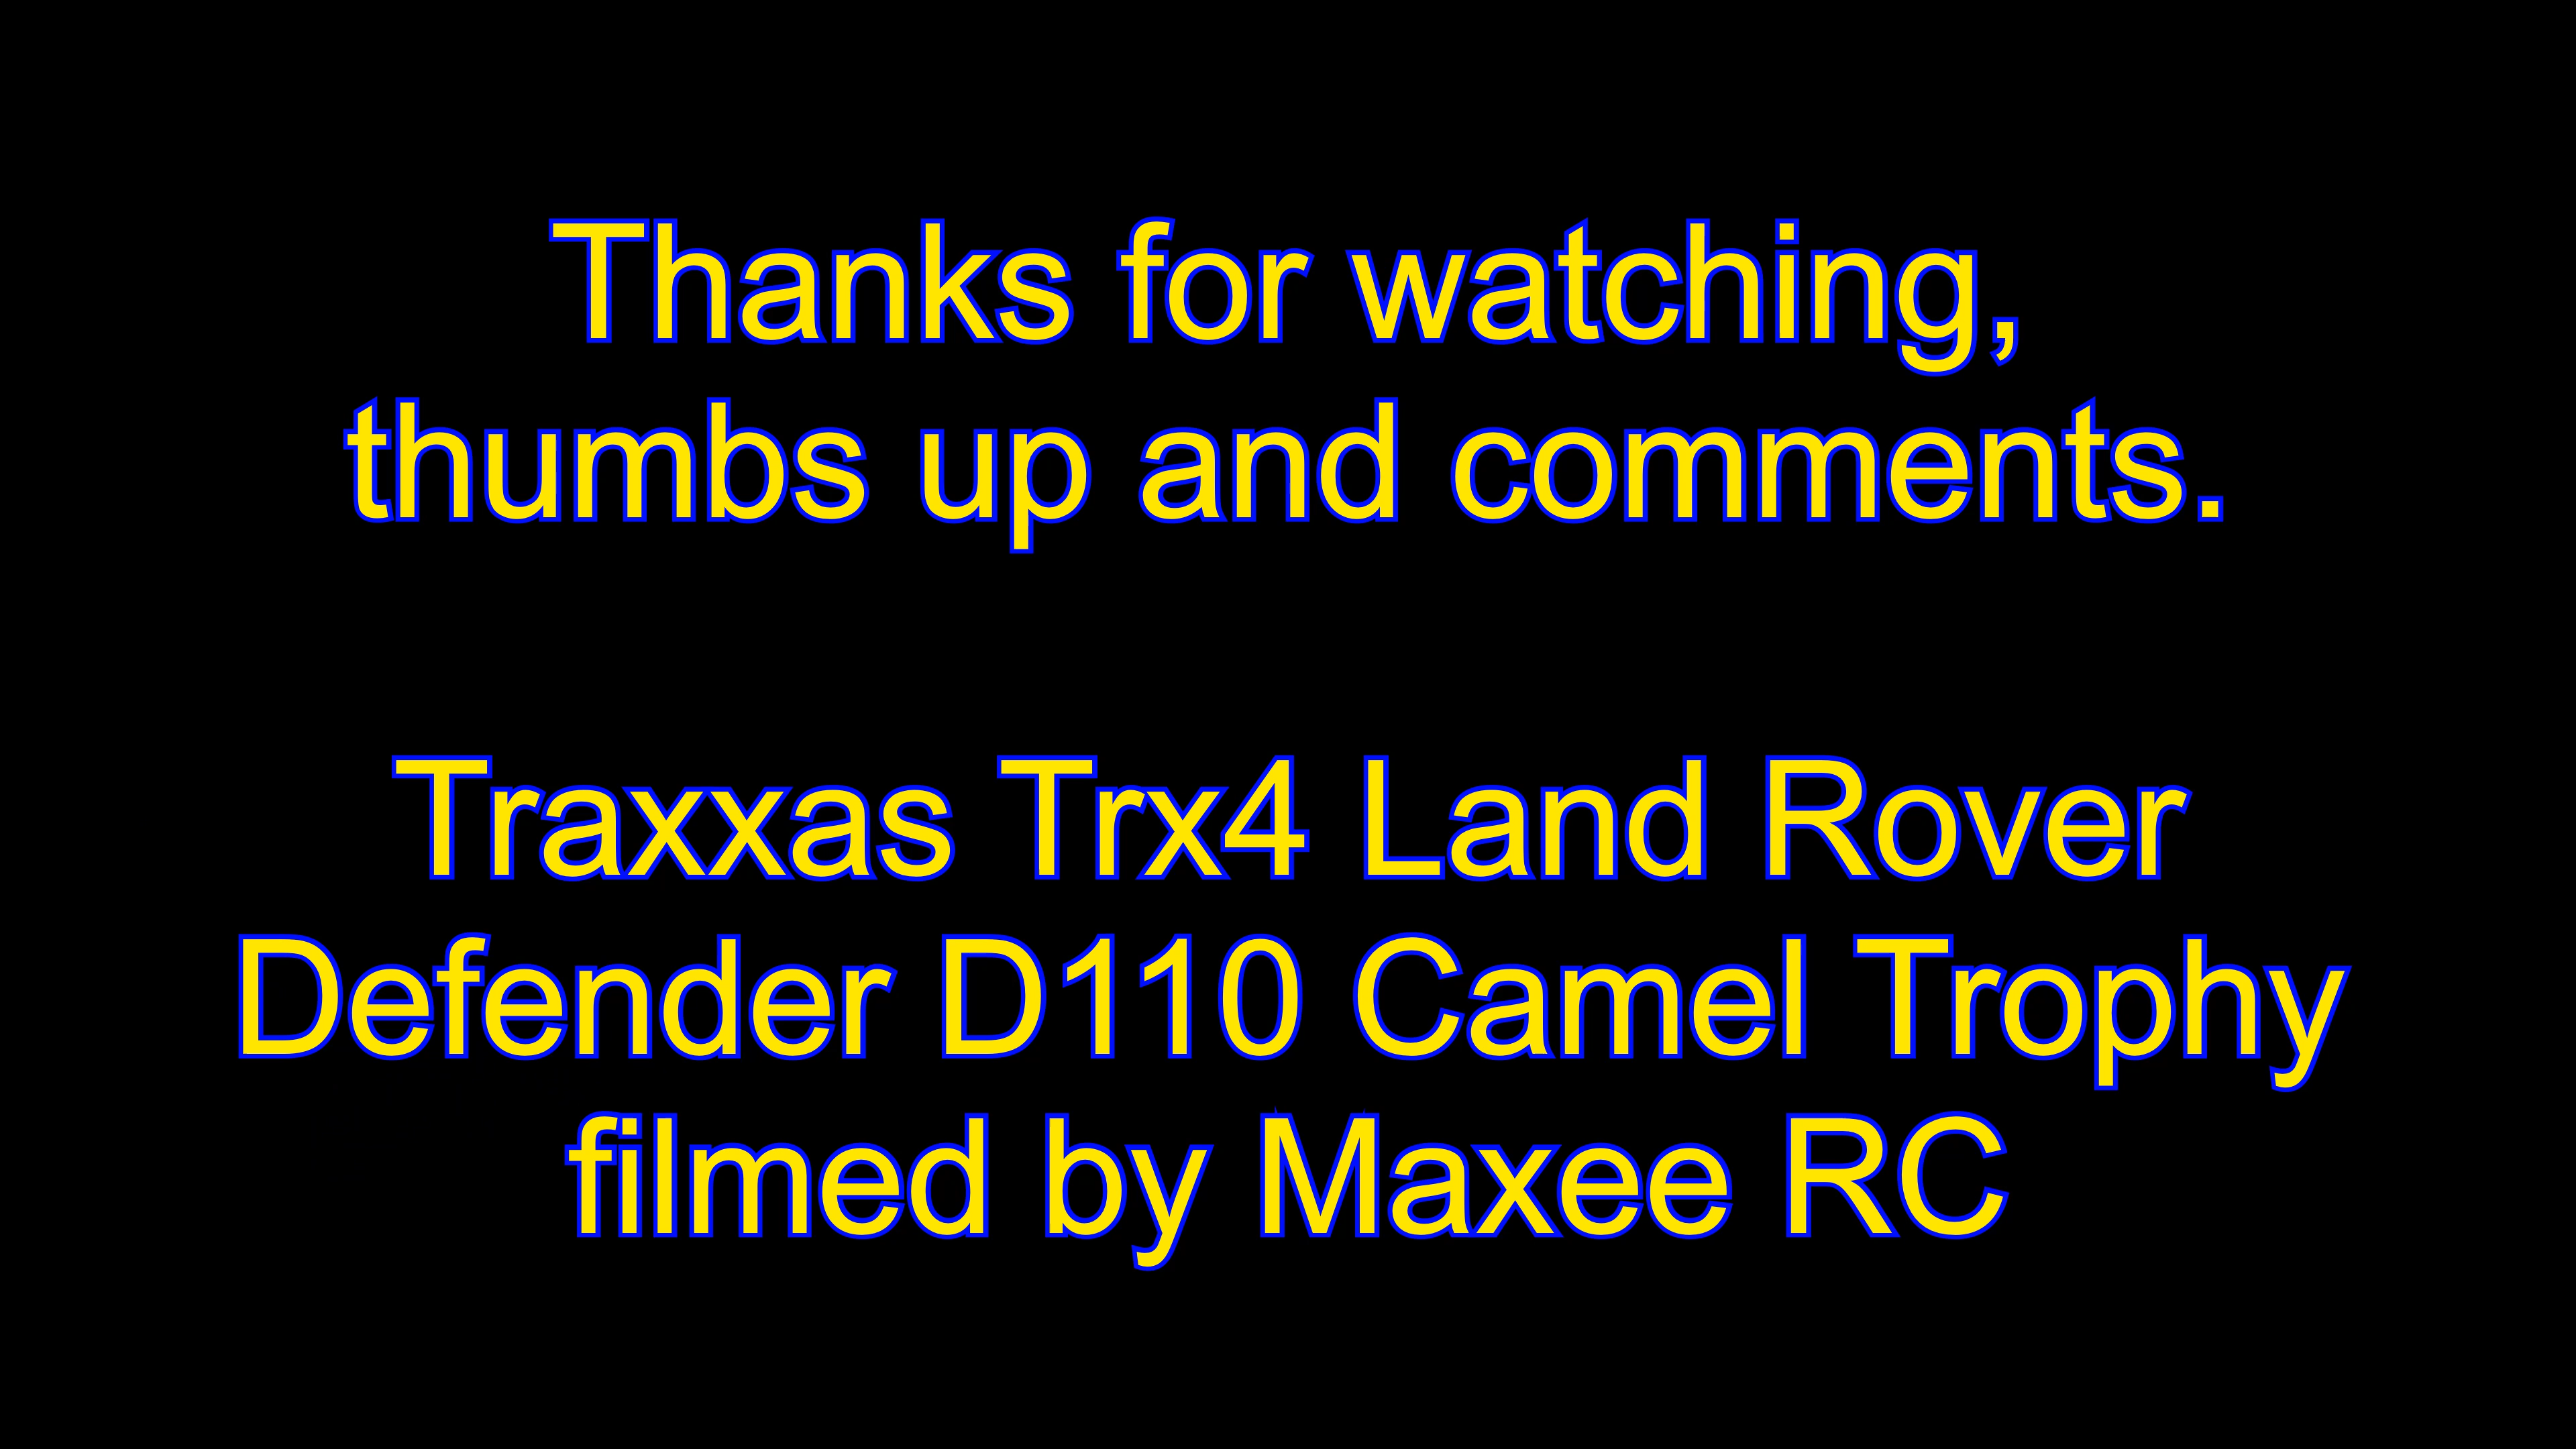 Thanks for watching,
thumbs up and comments.
Traxxas Trx4 Land Rover
Defender D110 Camel Trophy
filmed by Maxee RC